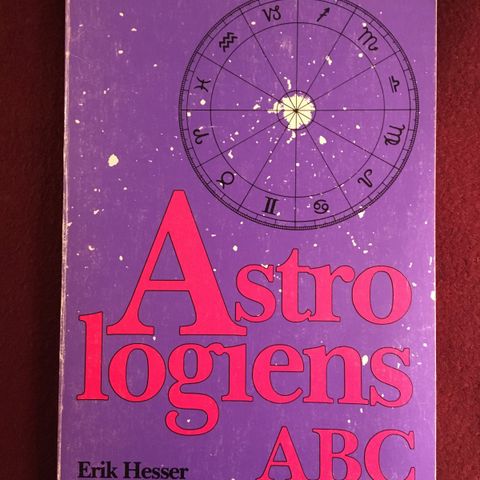 Astro
logiens
ABC
Erik Hesser